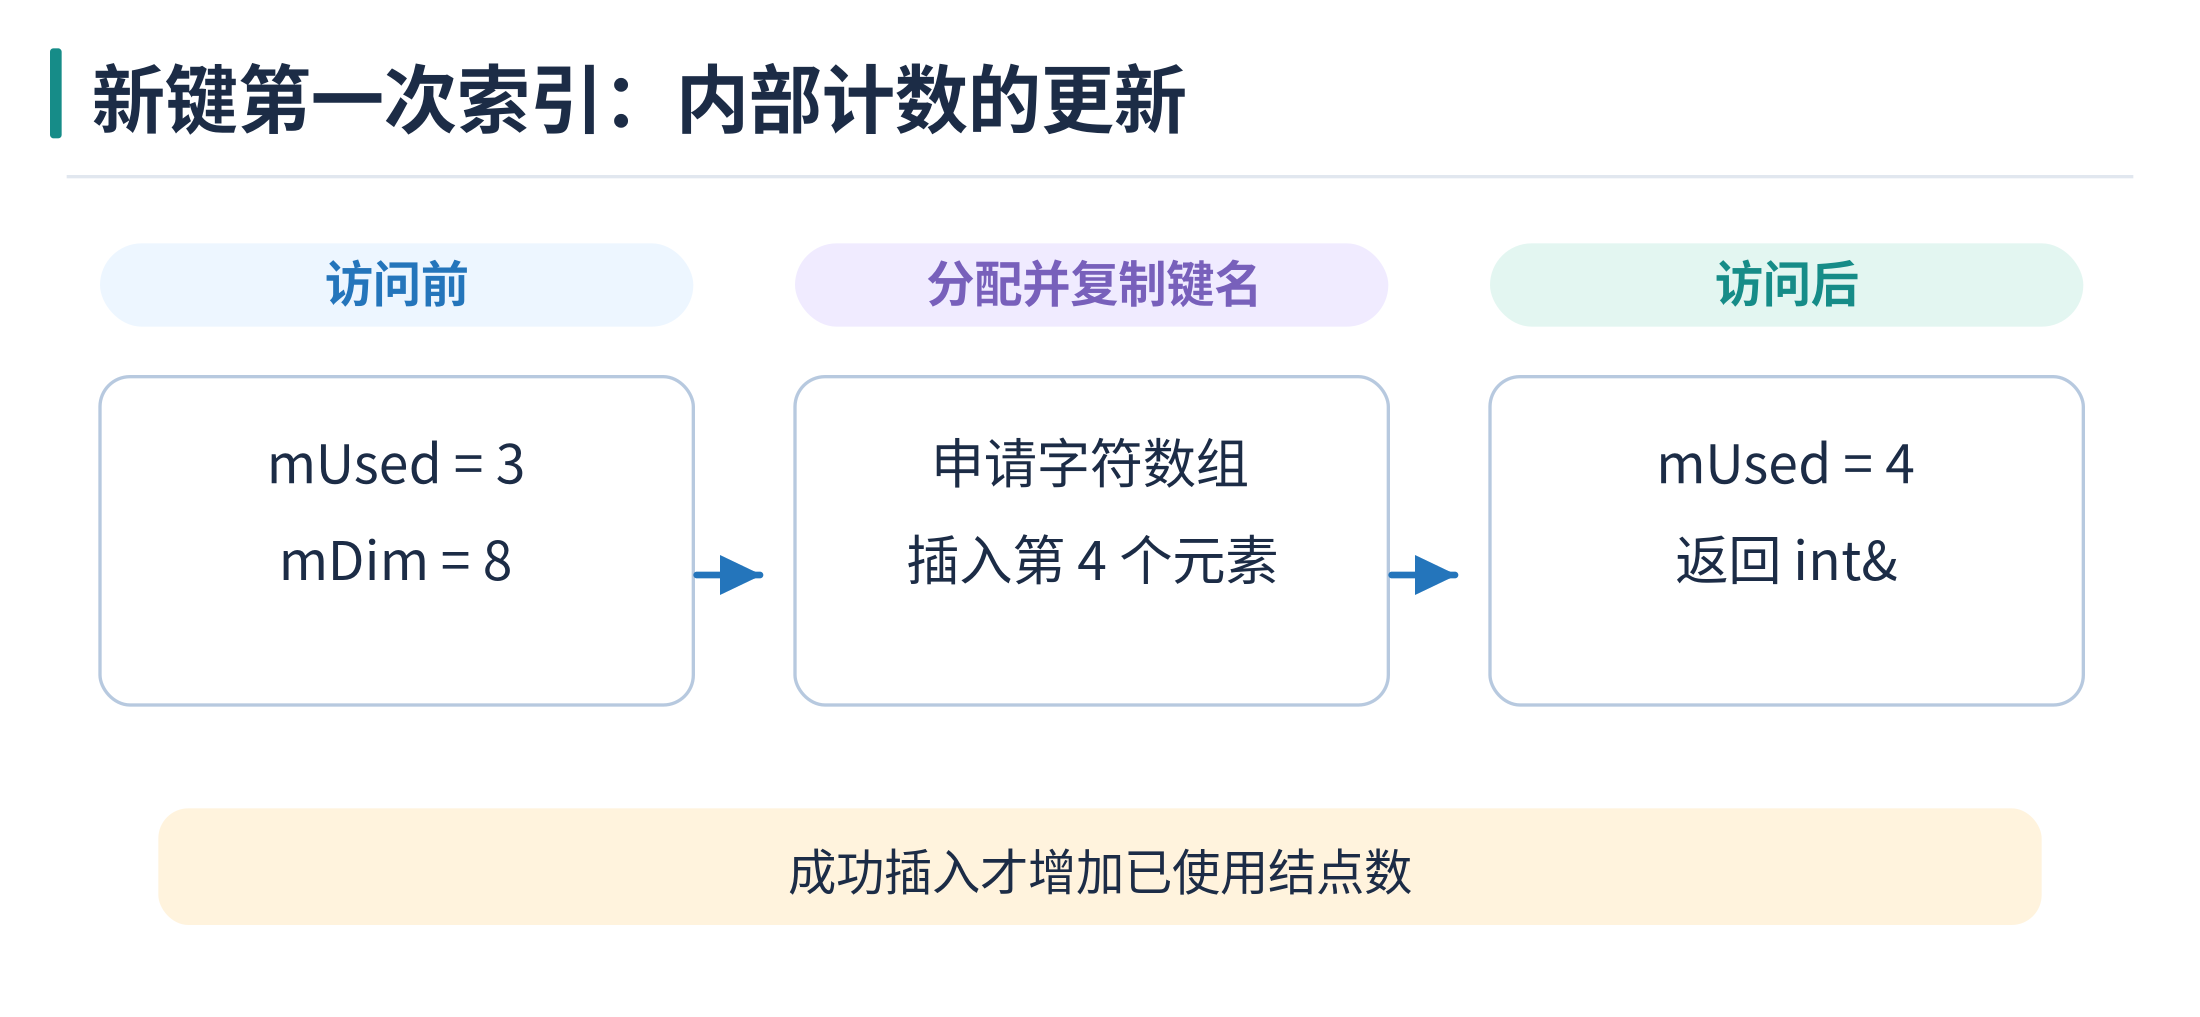 新键第一次索引：内部计数的更新
访问前
分配并复制键名
访问后
mUsed = 3
mDim = 8
申请字符数组
插入第 4 个元素
mUsed = 4
返回 int&
成功插入才增加已使用结点数